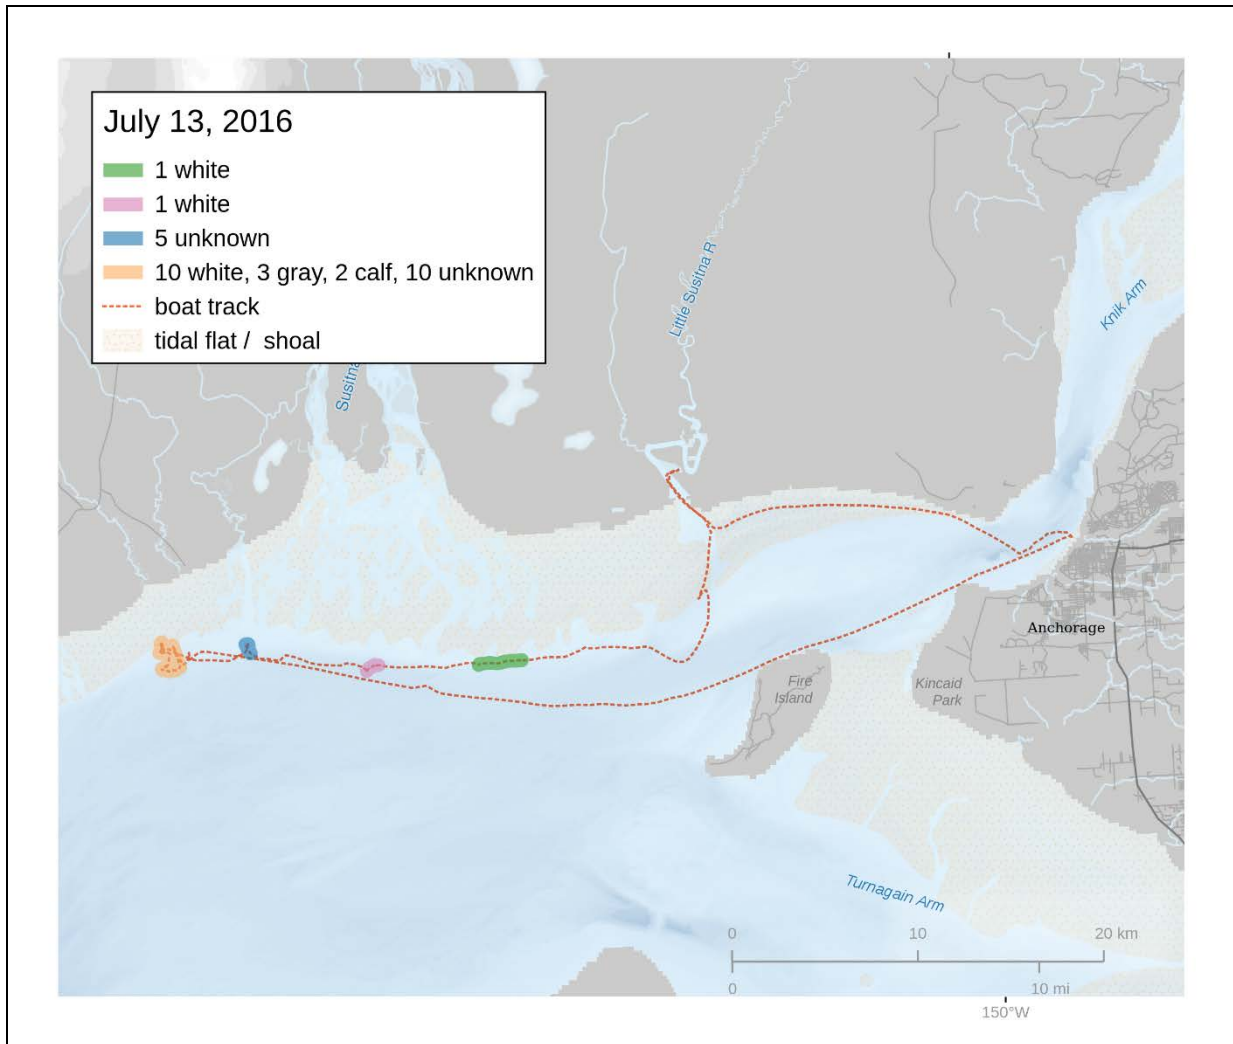 July 13, 2016
1 white
1 white
5 unknown
10 white, 3 gray, 2 calf, 10 unknown
boat track
tidal flat / shoal
Susitna
Little Susitna R
Knik Arm
Anchorage
Fire
Island
Kincaid
Park
Turnagain Arm
0 10 20 km
0 10 mi
150°W